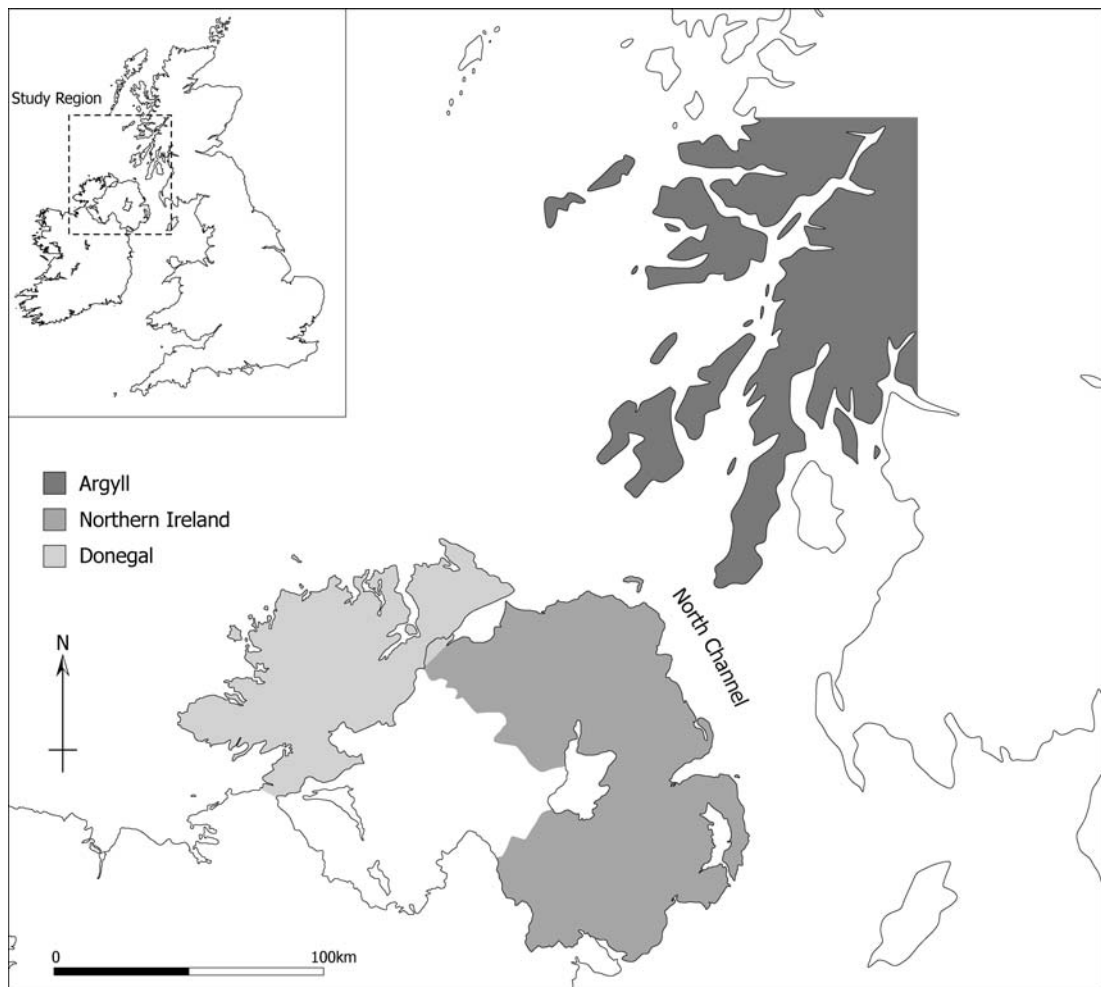 Study Region
Argyll
Northern Ireland
Donegal
North Channel
N
0 100km